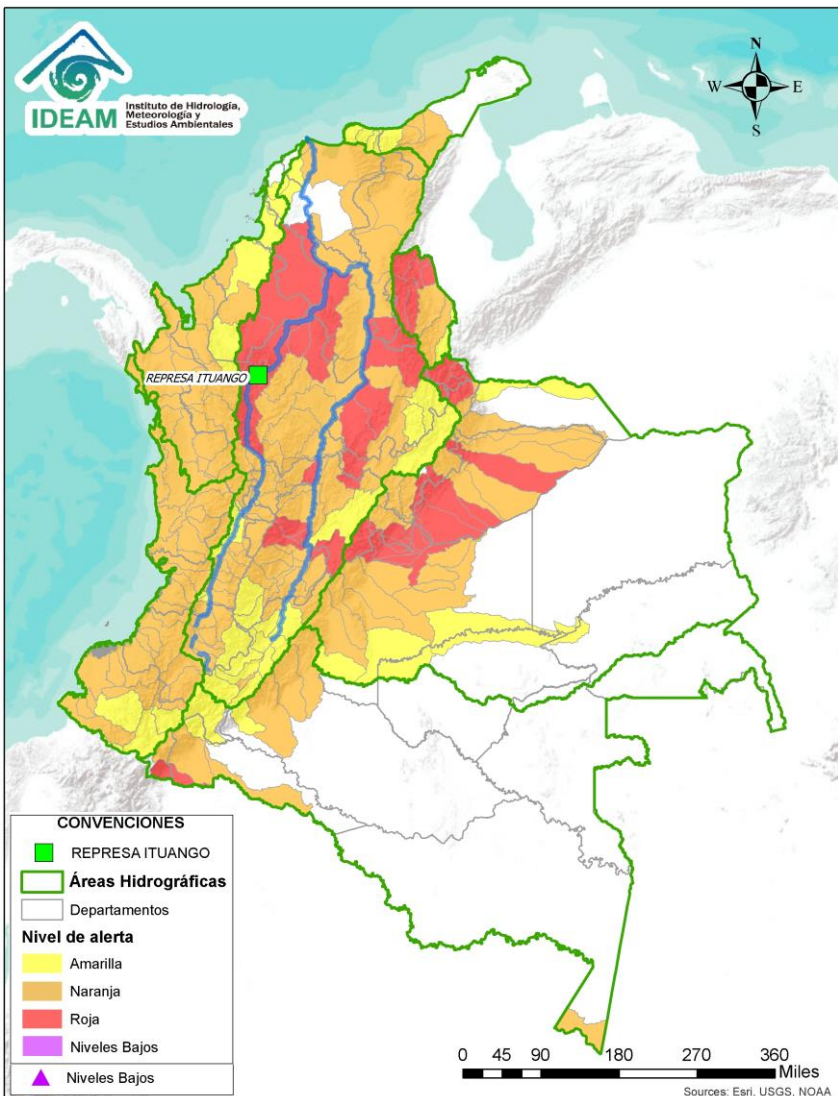 IDEAM
Instituto de Hidrología,
Meteorología y
Estudios Ambientales
N
W
E
S
REPRESA ITUANGO
CONVENCIONES
REPRESA ITUANGO
Áreas Hidrográficas
Departamentos
Nivel de alerta
Amarilla
Naranja
Roja
Niveles Bajos
Niveles Bajos
0 45 90 180 270 360
Miles
Sources: Esri, USGS, NOAA